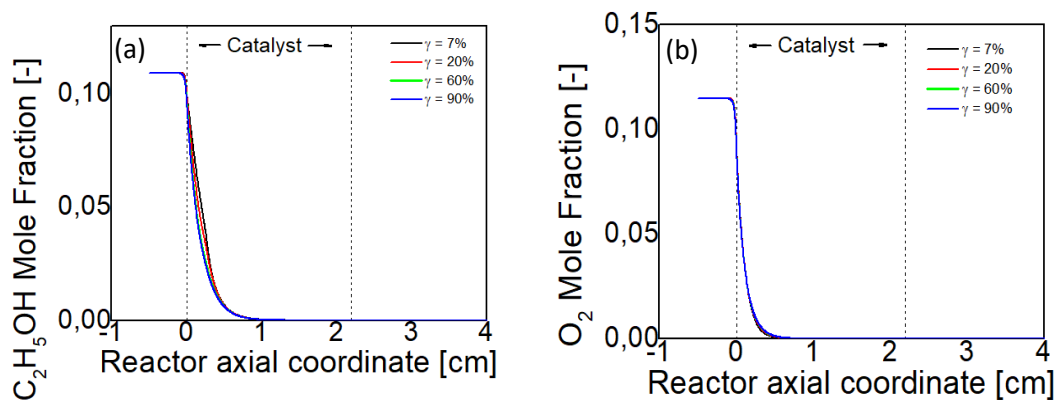 (a)
← Catalyst →
γ = 7%
γ = 20%
γ = 60%
γ = 90%
C₂H₅OH Mole Fraction [-]
0,10
0,05
0,00
-1 0 1 2 3 4
Reactor axial coordinate [cm]
(b)
← Catalyst →
γ = 7%
γ = 20%
γ = 60%
γ = 90%
O₂ Mole Fraction [-]
0,15
0,10
0,05
0,00
-1 0 1 2 3 4
Reactor axial coordinate [cm]